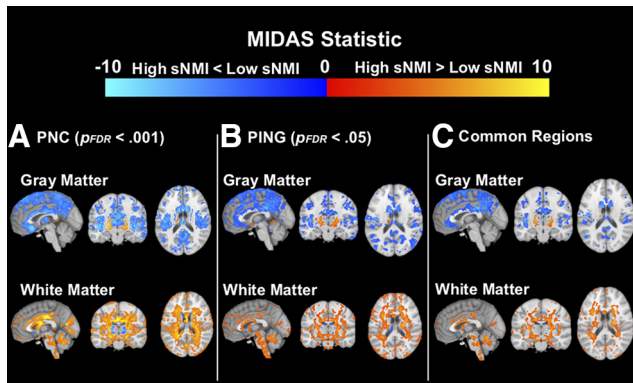 MIDAS Statistic
-10 High sNMI < Low sNMI 0 High sNMI > Low sNMI 10
A PNC (pFDR < .001)
Gray Matter
White Matter
B PING (pFDR < .05)
Gray Matter
White Matter
C Common Regions
Gray Matter
White Matter